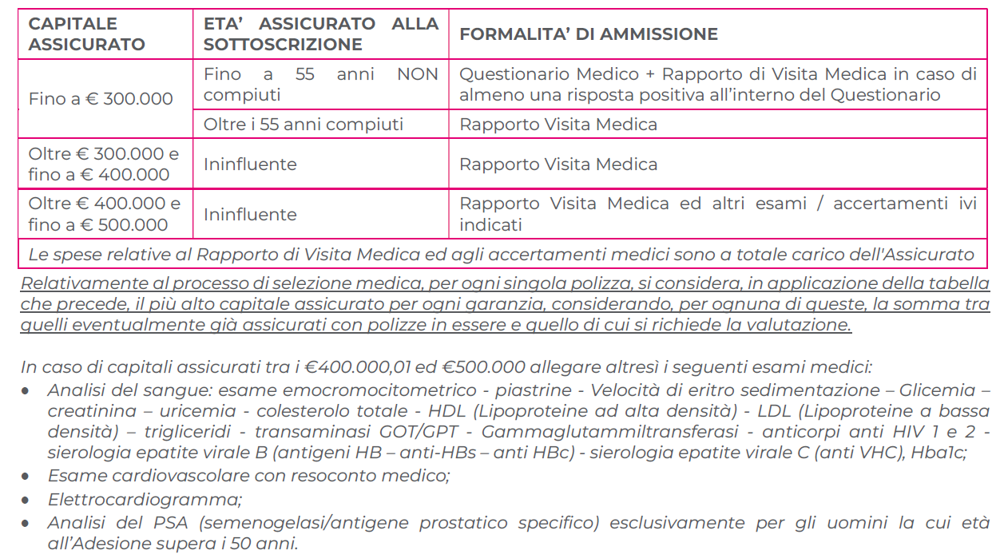 CAPITALE ASSICURATO
ETA’ ASSICURATO ALLA SOTTOSCRIZIONE
FORMALITA’ DI AMMISSIONE
Fino a € 300.000
Fino a 55 anni NON compiuti
Questionario Medico + Rapporto di Visita Medica in caso di
almeno una risposta positiva all’interno del Questionario
Oltre i 55 anni compiuti
Rapporto Visita Medica
Oltre € 300.000 e
fino a € 400.000
Ininfluente
Rapporto Visita Medica
Oltre € 400.000 e
fino a € 500.000
Ininfluente
Rapporto Visita Medica ed altri esami / accertamenti ivi
indicati
Le spese relative al Rapporto di Visita Medica ed agli accertamenti medici sono a totale carico dell'Assicurato
Relativamente al processo di selezione medica, per ogni singola polizza, si considera, in applicazione della tabella
che precede, il più alto capitale assicurato per ogni garanzia, considerando, per ognuna di queste, la somma tra
quelli eventualmente già assicurati con polizze in essere e quello di cui si richiede la valutazione.
In caso di capitali assicurati tra i €400.000,01 ed €500.000 allegare altresì i seguenti esami medici:
• Analisi del sangue: esame emocromocitometrico - piastrine - Velocità di eritro sedimentazione – Glicemia –
creatinina – uricemia - colesterolo totale - HDL (Lipoproteine ad alta densità) - LDL (Lipoproteine a bassa
densità) – trigliceridi - transaminasi GOT/GPT - Gammaglutammiltransferasi - anticorpi anti HIV 1 e 2 -
sierologia epatite virale B (antigeni HB – anti-HBs – anti HBc) - sierologia epatite virale C (anti VHC), Hba1c;
• Esame cardiovascolare con resoconto medico;
• Elettrocardiogramma;
• Analisi del PSA (semenogelasi/antigene prostatico specifico) esclusivamente per gli uomini la cui età
all’Adesione supera i 50 anni.